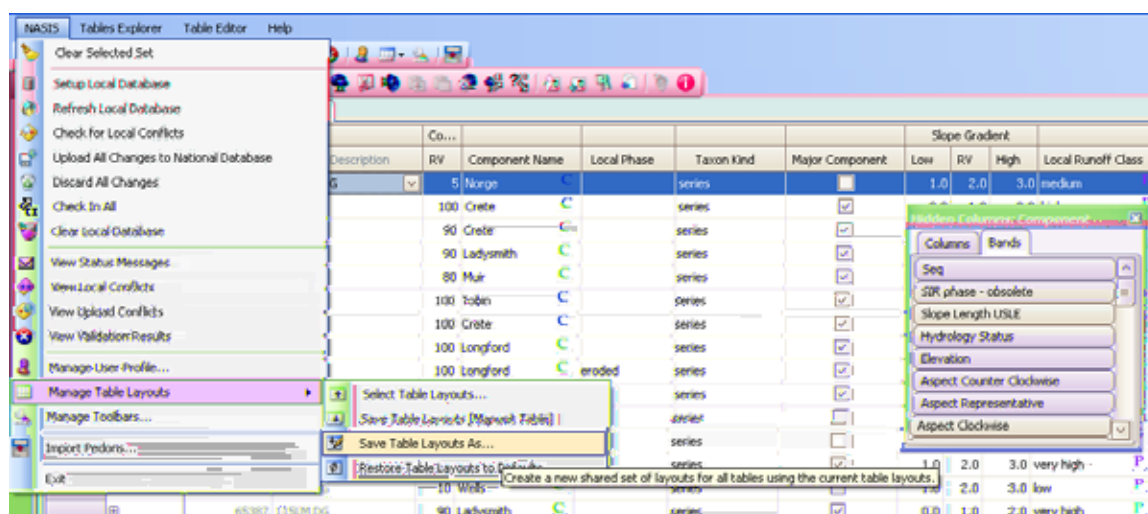 NASIS Tables Explorer Table Editor Help
Clear Selected Set
Setup Local Database
Refresh Local Database
Check for Local Conflicts
Upload All Changes to National Database
Discard All Changes
Check In All
Clear Local Database
View Status Messages
View Local Conflicts
View Upload Conflicts
View Validation Results
Manage User Profile...
Manage Table Layouts
Manage Toolbars...
Import Pedons...
Exit
Select Table Layouts...
Save Table Layouts
Save Table Layouts As...
Restore Table Layouts to Defaults
Create a new shared set of layouts for all tables using the current table layouts.
Co... Slope Gradient
Description RV Component Name Local Phase Taxon Kind Major Component Low RV High Local Runoff Class
G 5 Norge C series 1.0 2.0 3.0 medium
100 Crete C series
90 Crete C series
90 Ladysmith C series
80 Muir C series
100 Tobin C series
100 Crete C series
100 Longford C series
100 Longford C eroded series
series
series
series
series 1.0 2.0 3.0 very high P
10 Wells series 2.0 3.0 low P
65387 DG 90 Ladysmith C series 0.0 1.0 2.0 very high P
Hidden Columns: Component
Columns Bands
Seq
SIR phase - obsolete
Slope Length USLE
Hydrology Status
Elevation
Aspect Counter Clockwise
Aspect Representative
Aspect Clockwise